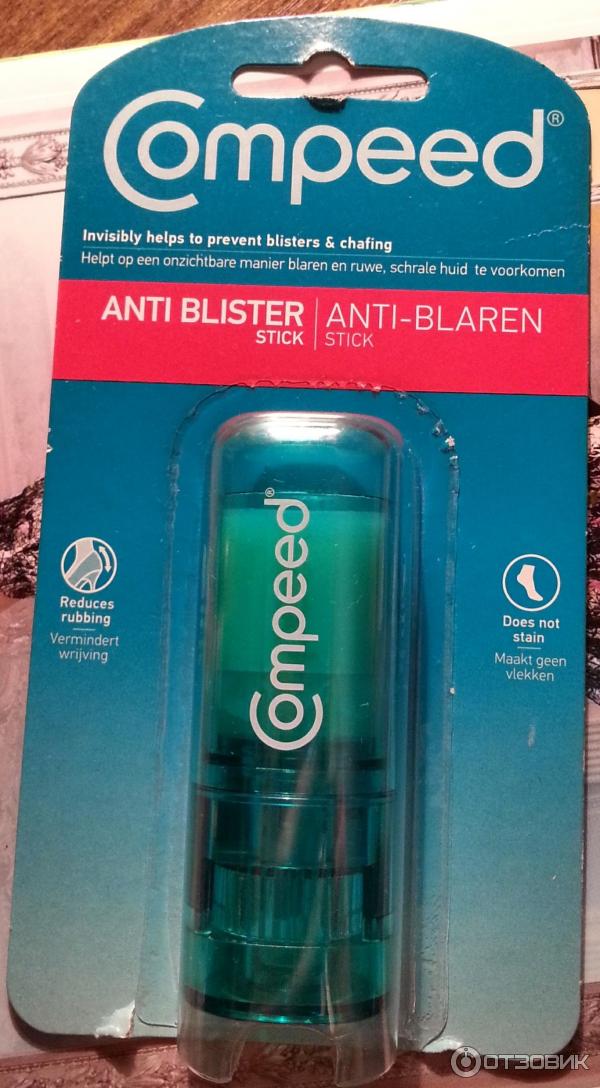 Compeed®
Invisibly helps to prevent blisters & chafing
Helpt op een onzichtbare manier blaren en ruwe, schrale huid te voorkomen
ANTI BLISTER STICK
ANTI-BLAREN STICK
Compeed®
Reduces
rubbing
Vermindert
wrijving
Does not
stain
Maakt geen
vlekken
ОТЗОВИК